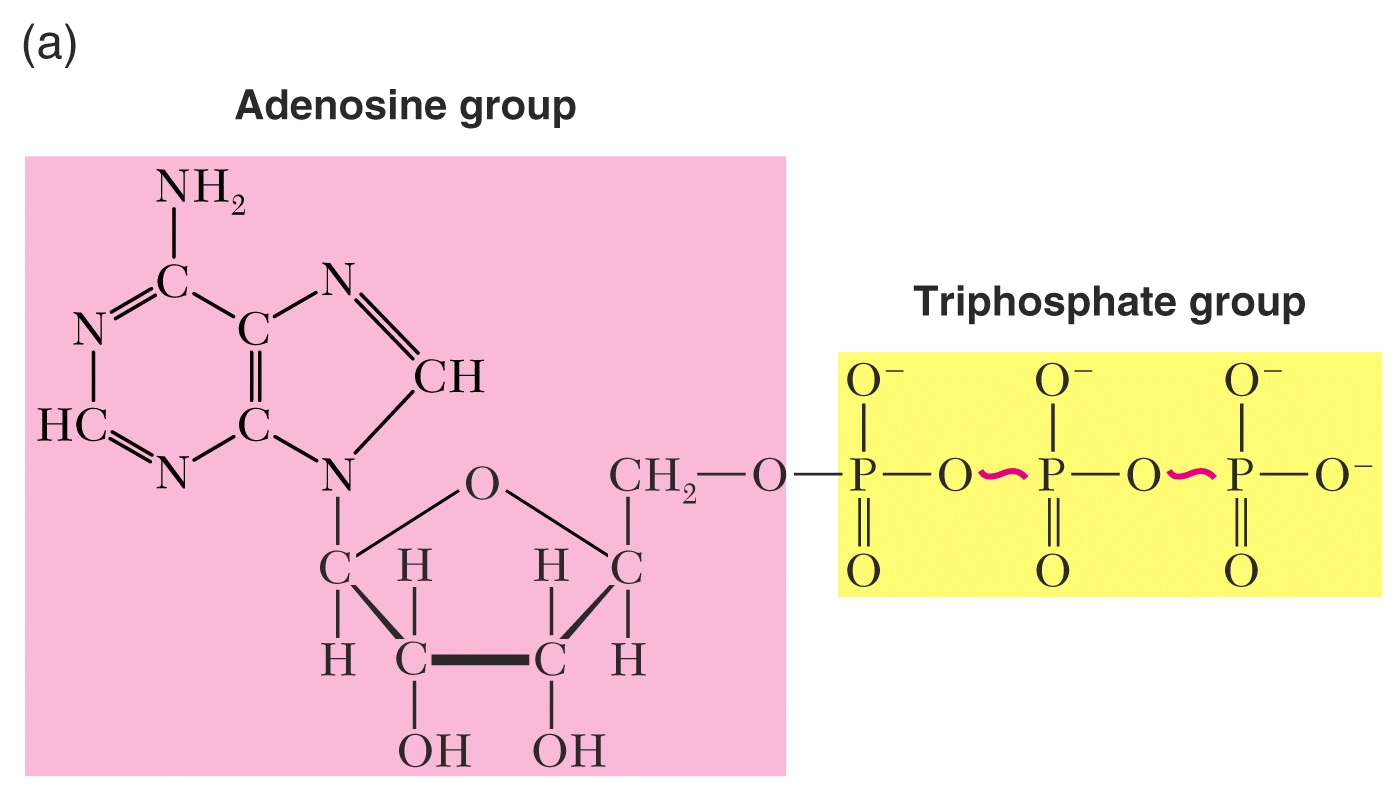 (a)
Adenosine group
NH₂
C
N
N
C
CH
HC
C
N
N
Triphosphate group
O⁻ O⁻ O⁻
CH₂ O P O P O P O⁻
O O O
O
C H H C
H C C H
OH OH